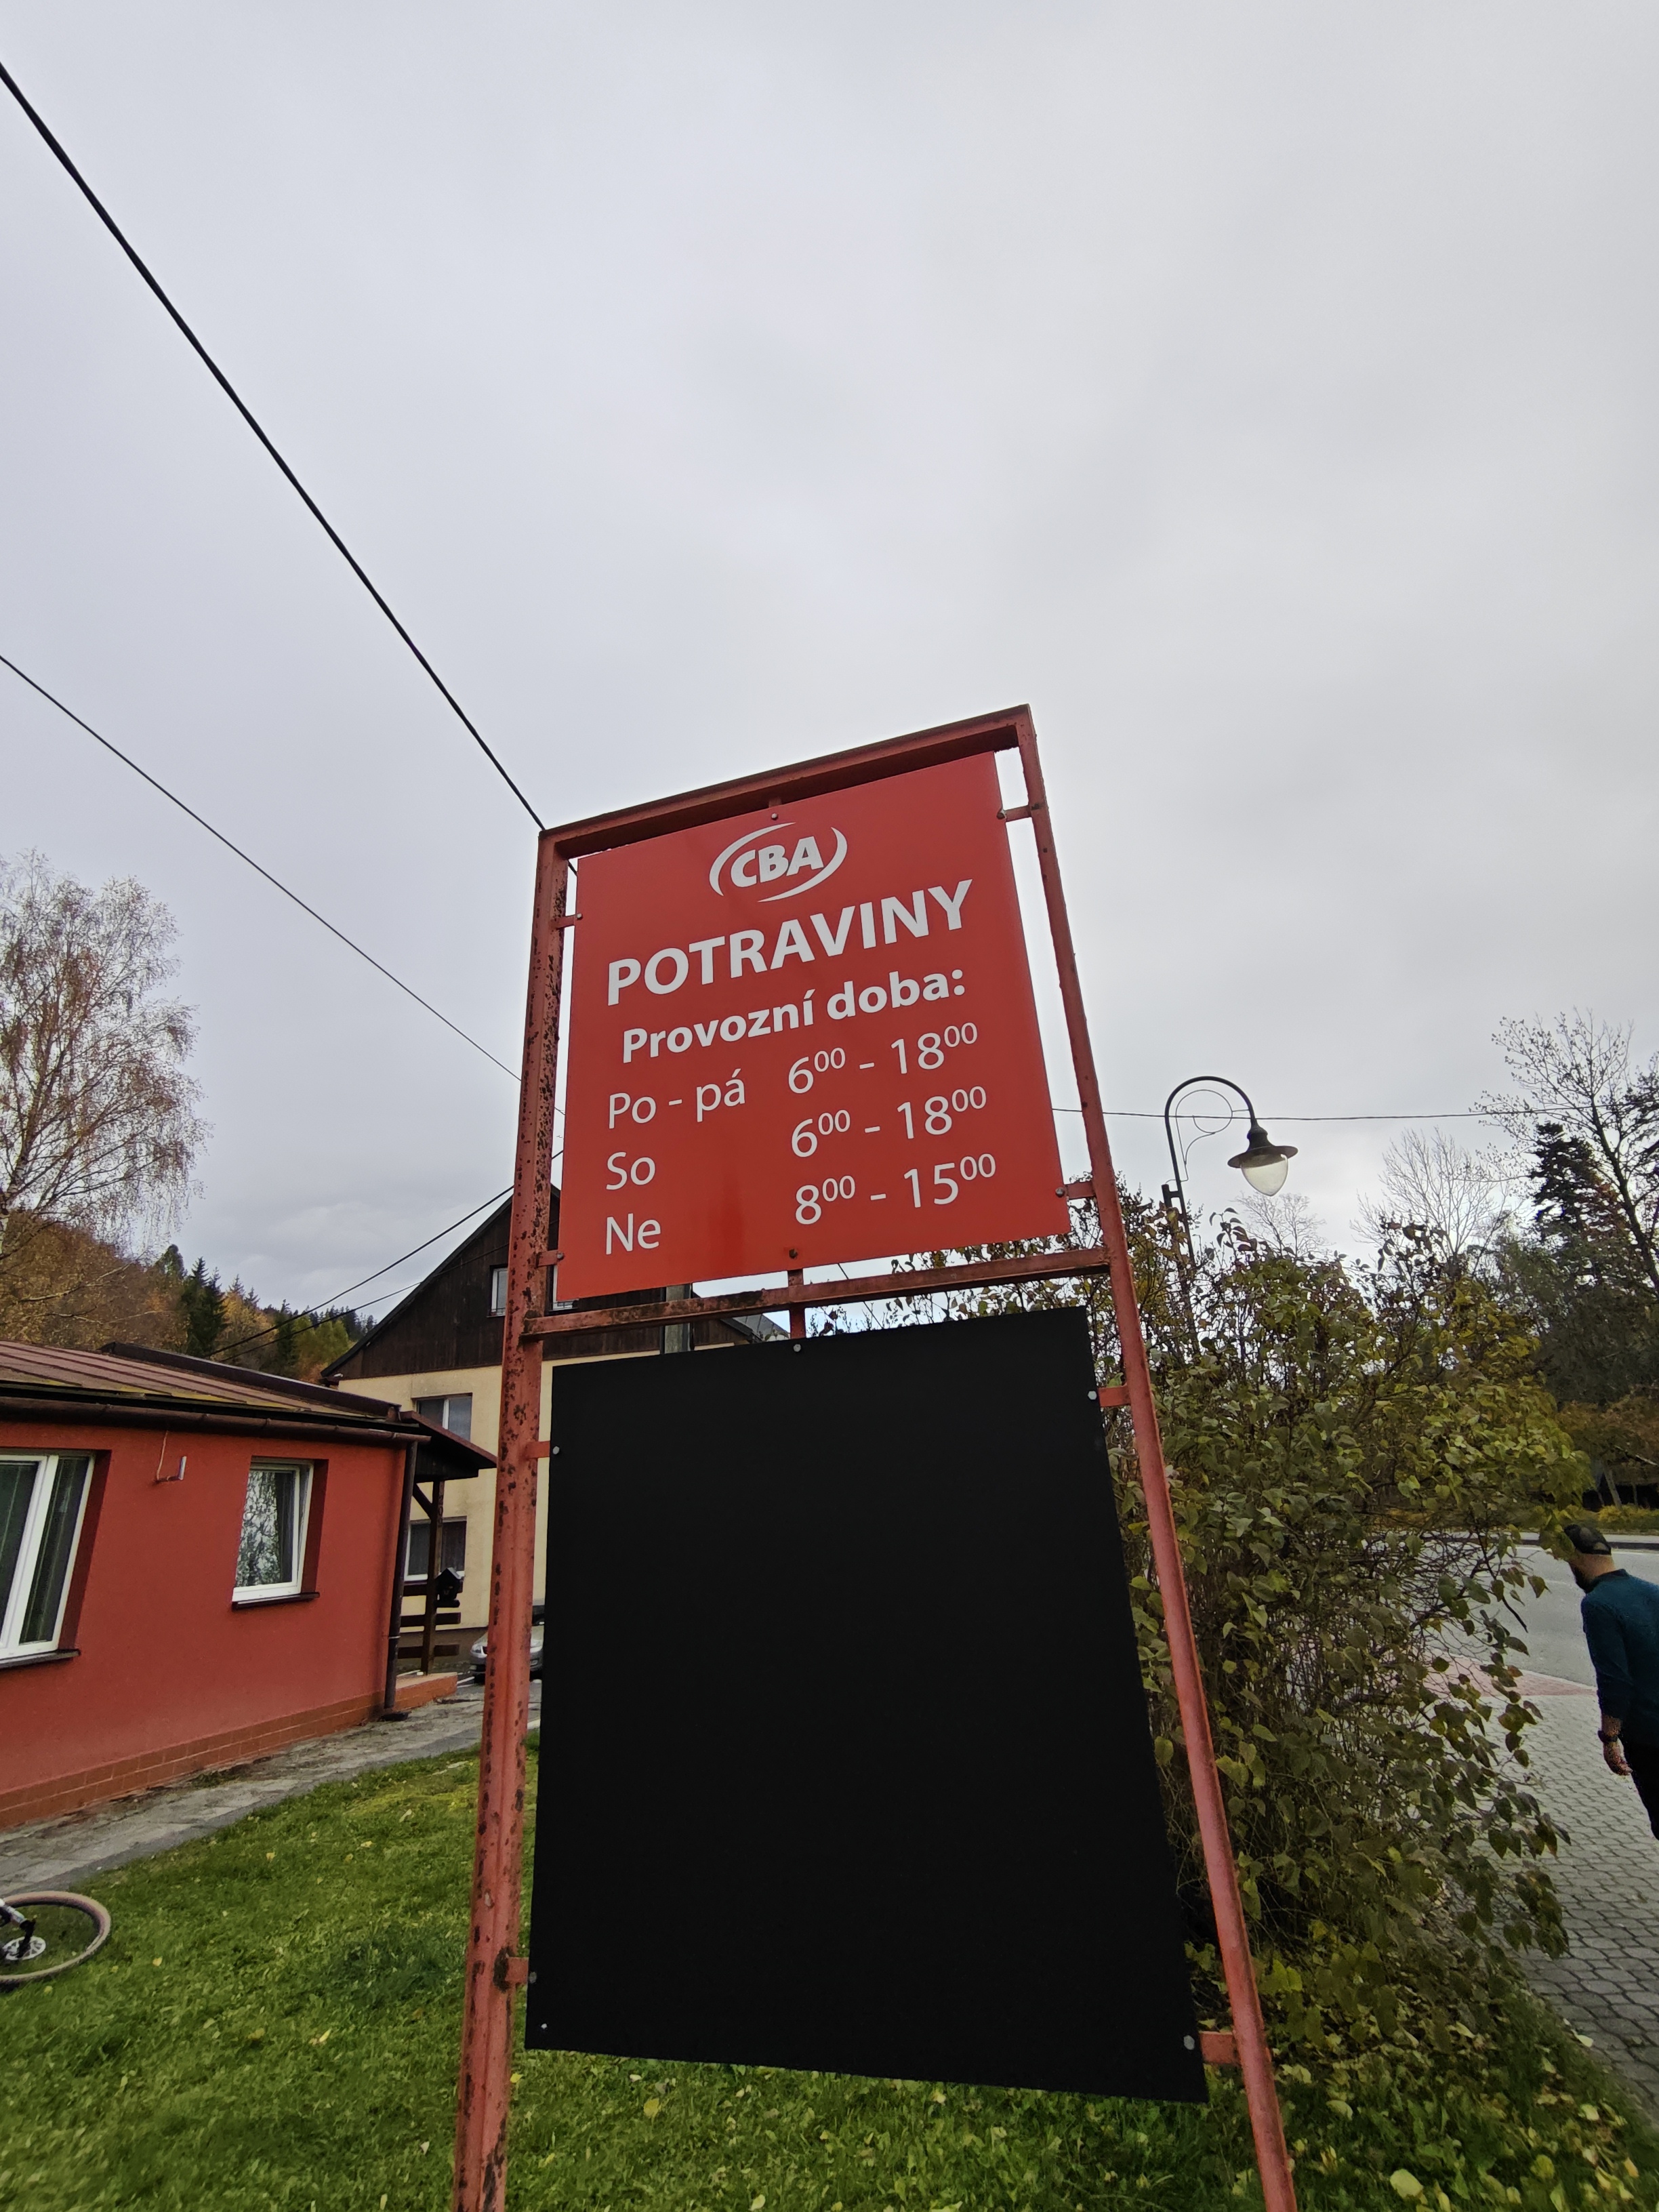 CBA
POTRAVINY
Provozní doba:
Po - pá 6⁰⁰ - 18⁰⁰
So 6⁰⁰ - 18⁰⁰
Ne 8⁰⁰ - 15⁰⁰